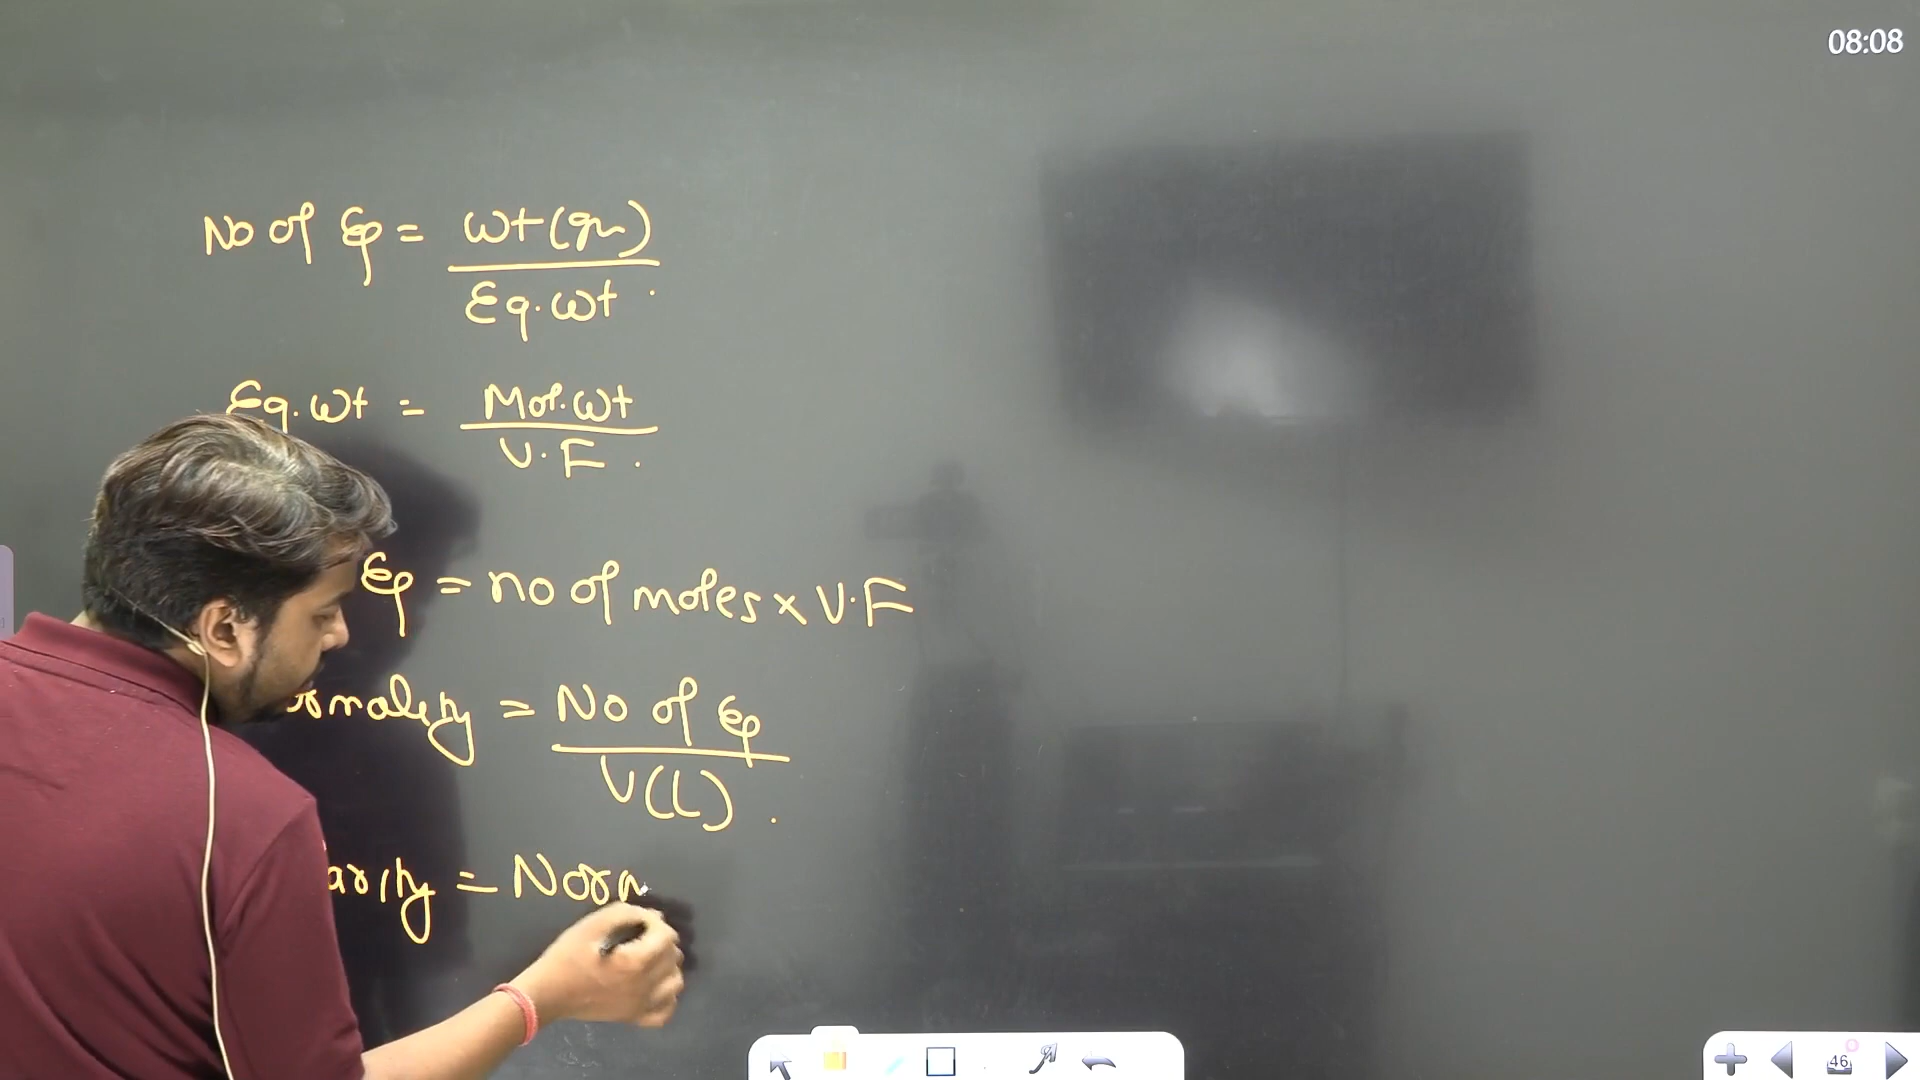 08:08
No of Eq = wt(gm)
Eq.wt
Eq.wt = Mol.wt
V.F
Eq = no of moles x V.F
ormality = No of Eq
V(L)
arity = Norm
46